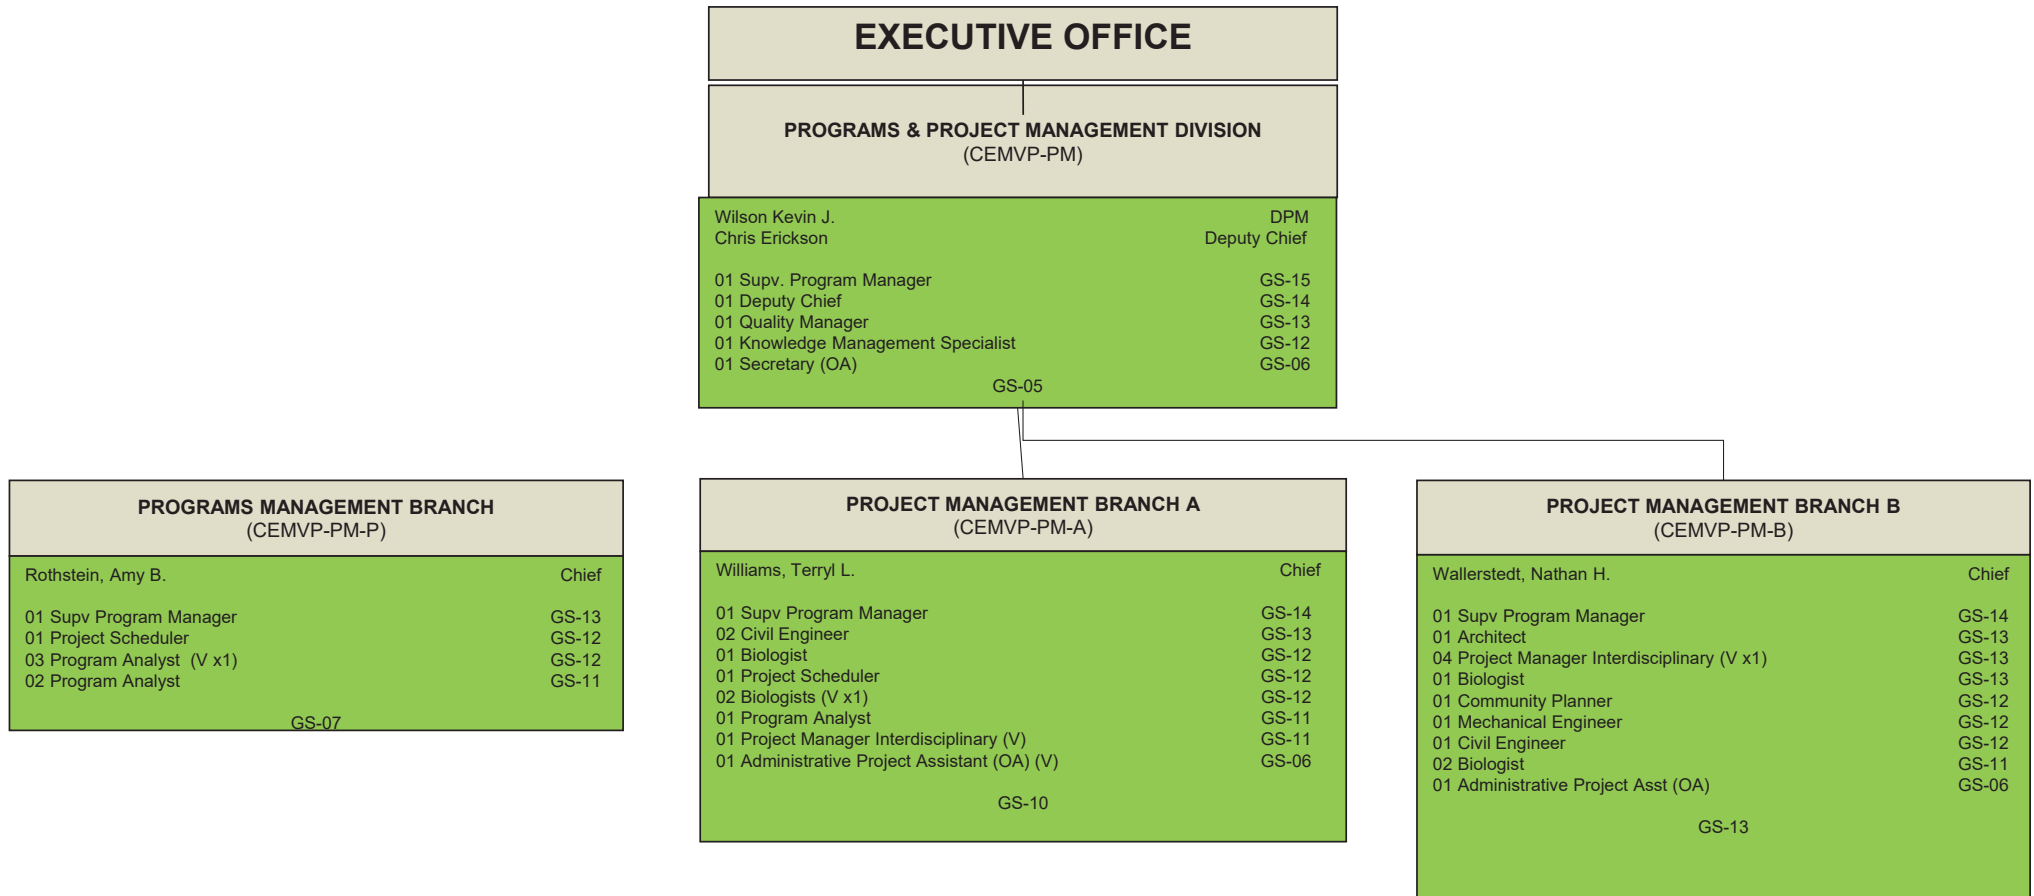 EXECUTIVE OFFICE
PROGRAMS & PROJECT MANAGEMENT DIVISION
(CEMVP-PM)
Wilson Kevin J. DPM
Chris Erickson Deputy Chief
01 Supv. Program Manager GS-15
01 Deputy Chief GS-14
01 Quality Manager GS-13
01 Knowledge Management Specialist GS-12
01 Secretary (OA) GS-06
GS-05
PROGRAMS MANAGEMENT BRANCH
(CEMVP-PM-P)
Rothstein, Amy B. Chief
01 Supv Program Manager GS-13
01 Project Scheduler GS-12
03 Program Analyst (V x1) GS-12
02 Program Analyst GS-11
GS-07
PROJECT MANAGEMENT BRANCH A
(CEMVP-PM-A)
Williams, Terryl L. Chief
01 Supv Program Manager GS-14
02 Civil Engineer GS-13
01 Biologist GS-12
01 Project Scheduler GS-12
02 Biologists (V x1) GS-12
01 Program Analyst GS-11
01 Project Manager Interdisciplinary (V) GS-11
01 Administrative Project Assistant (OA) (V) GS-06
GS-10
PROJECT MANAGEMENT BRANCH B
(CEMVP-PM-B)
Wallerstedt, Nathan H. Chief
01 Supv Program Manager GS-14
01 Architect GS-13
04 Project Manager Interdisciplinary (V x1) GS-13
01 Biologist GS-13
01 Community Planner GS-12
01 Mechanical Engineer GS-12
01 Civil Engineer GS-12
02 Biologist GS-11
01 Administrative Project Asst (OA) GS-06
GS-13